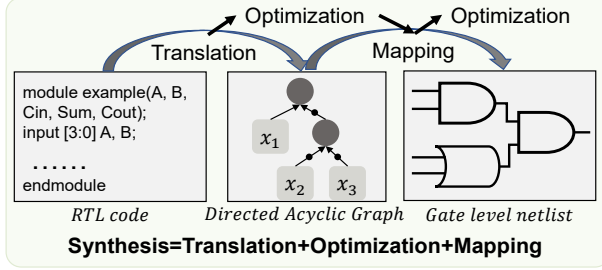 Optimization
Optimization
Translation
Mapping
module example(A, B,
Cin, Sum, Cout);
input [3:0] A, B;
......
endmodule
x₁
x₂
x₃
RTL code
Directed Acyclic Graph
Gate level netlist
Synthesis=Translation+Optimization+Mapping